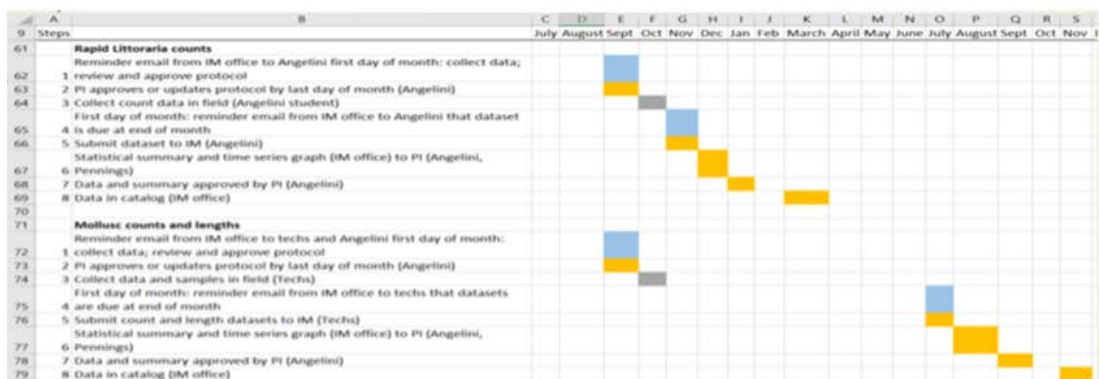 A B C D E F G H I J K L M N O P Q R S
9 Steps July August Sept Oct Nov Dec Jan Feb March April May June July August Sept Oct Nov
61 Rapid Littoraria counts
Reminder email from IM office to Angelini first day of month: collect data;
62 1 review and approve protocol
63 2 PI approves or updates protocol by last day of month (Angelini)
64 3 Collect count data in field (Angelini student)
First day of month: reminder email from IM office to Angelini that dataset
65 4 is due at end of month
66 5 Submit dataset to IM (Angelini)
Statistical summary and time series graph (IM office) to PI (Angelini,
67 6 Pennings)
68 7 Data and summary approved by PI (Angelini)
69 8 Data in catalog (IM office)
70
71 Mollusc counts and lengths
Reminder email from IM office to techs and Angelini first day of month:
72 1 collect data; review and approve protocol
73 2 PI approves or updates protocol by last day of month (Angelini)
74 3 Collect data and samples in field (Techs)
First day of month: reminder email from IM office to techs that datasets
75 4 are due at end of month
76 5 Submit count and length datasets to IM (Techs)
Statistical summary and time series graph (IM office) to PI (Angelini,
77 6 Pennings)
78 7 Data and summary approved by PI (Angelini)
79 8 Data in catalog (IM office)